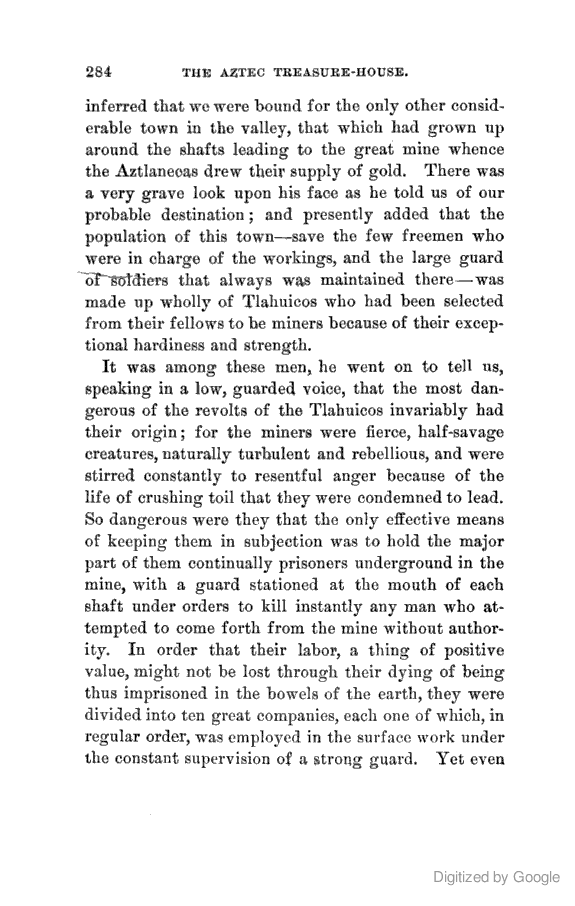 284 THE AZTEC TREASURE-HOUSE.
inferred that we were bound for the only other consid-
erable town in the valley, that which had grown up
around the shafts leading to the great mine whence
the Aztlanecas drew their supply of gold. There was
a very grave look upon his face as he told us of our
probable destination; and presently added that the
population of this town—save the few freemen who
were in charge of the workings, and the large guard
of soldiers that always was maintained there—was
made up wholly of Tlahuicos who had been selected
from their fellows to be miners because of their excep-
tional hardiness and strength.
It was among these men, he went on to tell us,
speaking in a low, guarded voice, that the most dan-
gerous of the revolts of the Tlahuicos invariably had
their origin; for the miners were fierce, half-savage
creatures, naturally turbulent and rebellious, and were
stirred constantly to resentful anger because of the
life of crushing toil that they were condemned to lead.
So dangerous were they that the only effective means
of keeping them in subjection was to hold the major
part of them continually prisoners underground in the
mine, with a guard stationed at the mouth of each
shaft under orders to kill instantly any man who at-
tempted to come forth from the mine without author-
ity. In order that their labor, a thing of positive
value, might not be lost through their dying of being
thus imprisoned in the bowels of the earth, they were
divided into ten great companies, each one of which, in
regular order, was employed in the surface work under
the constant supervision of a strong guard. Yet even
Digitized by Google